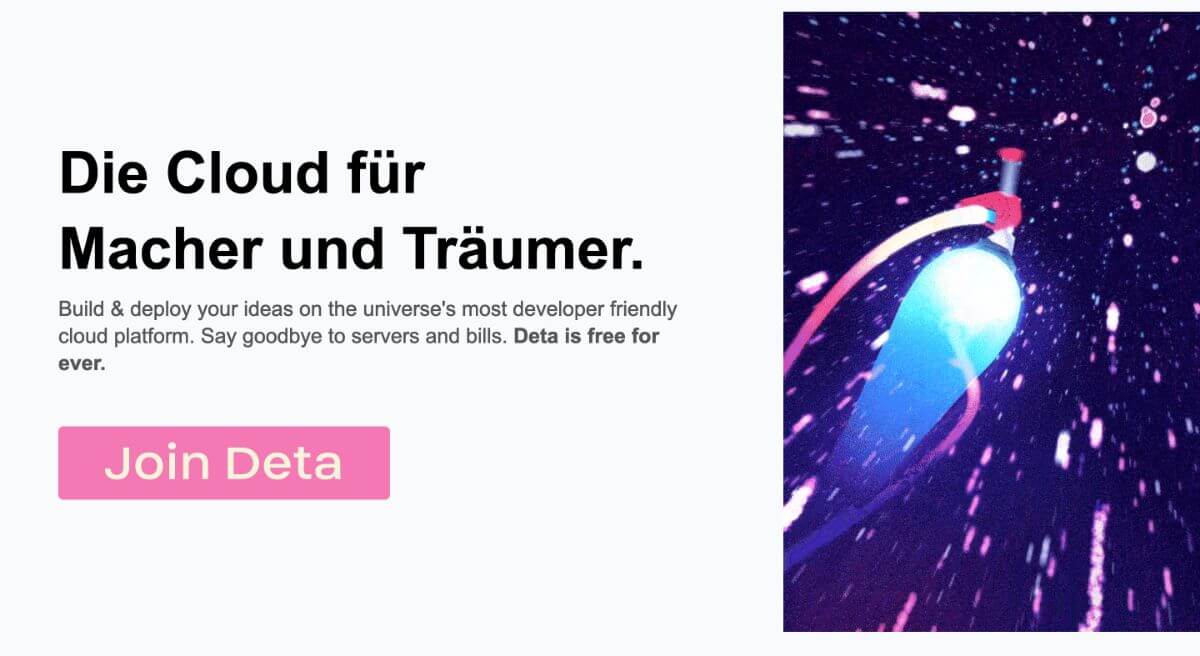 Die Cloud für
Macher und Träumer.
Build & deploy your ideas on the universe's most developer friendly
cloud platform. Say goodbye to servers and bills. Deta is free for
ever.
Join Deta